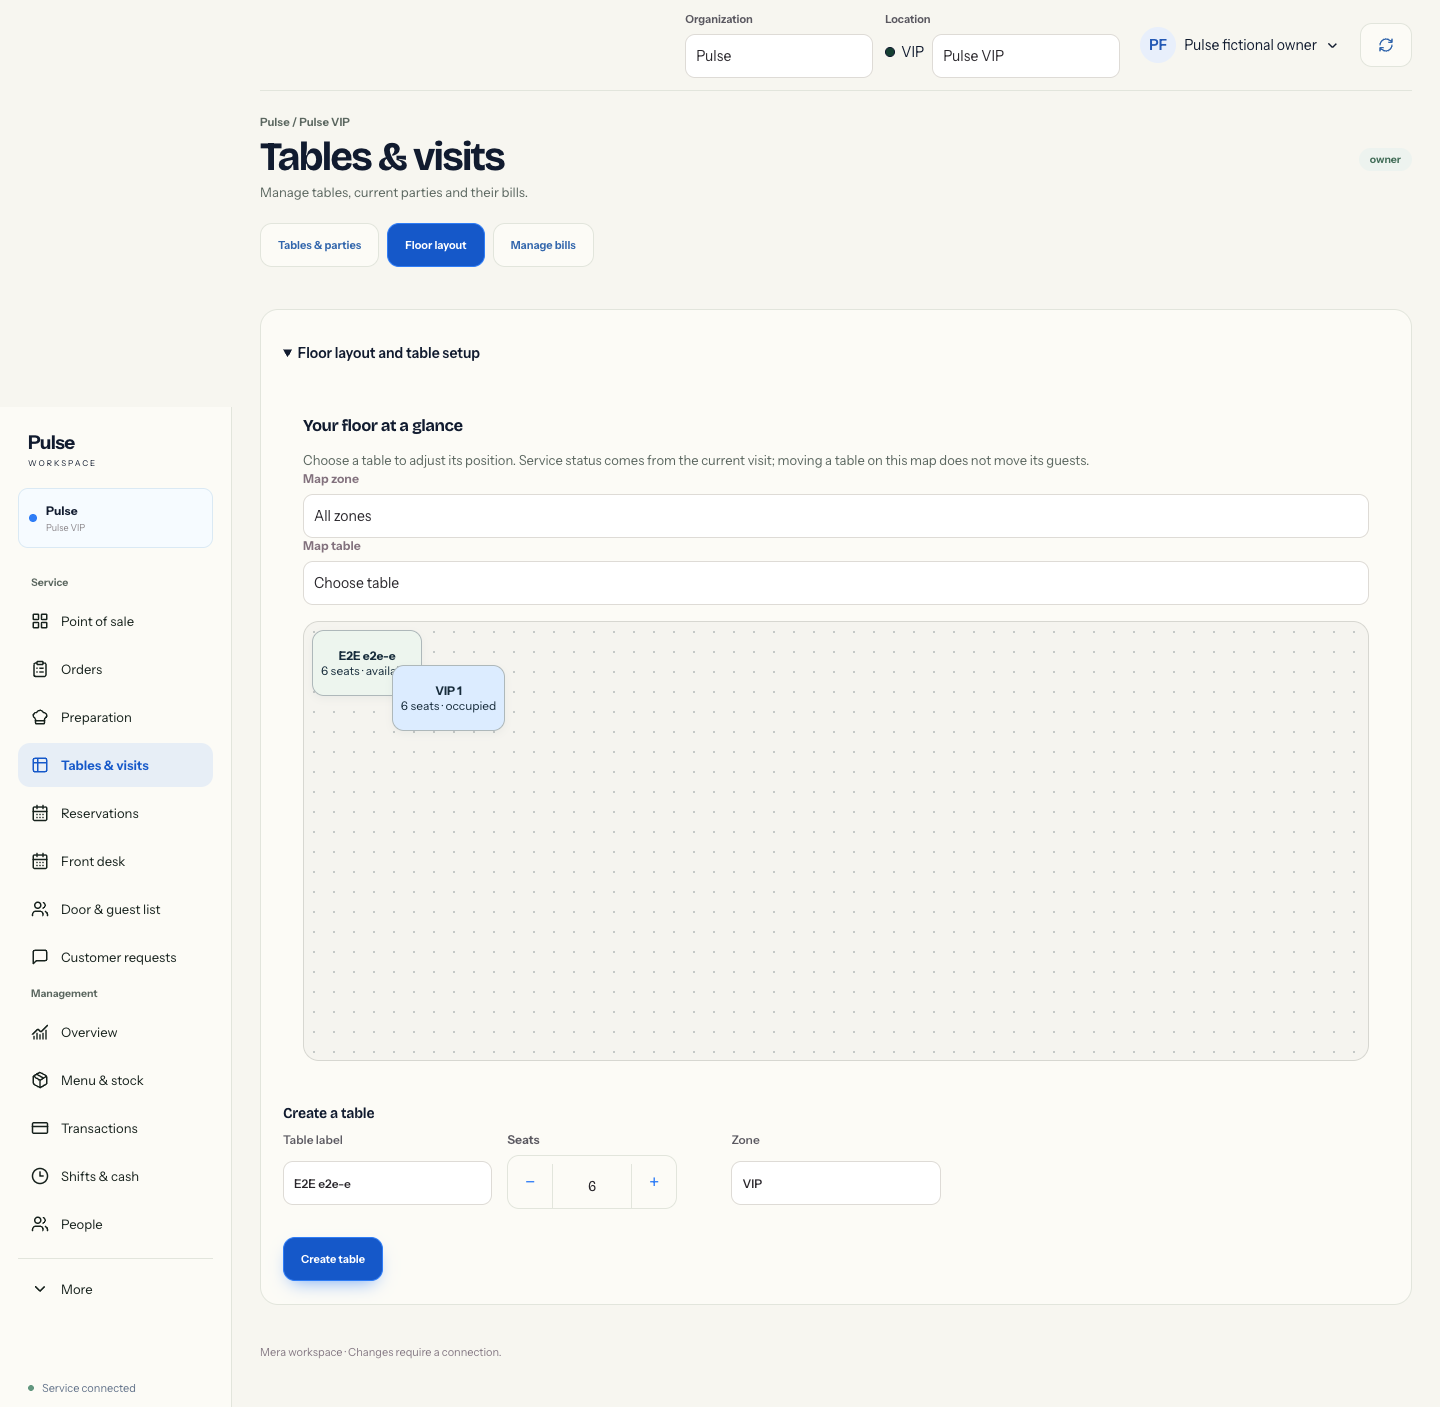 Organization
Location
Pulse
VIP
Pulse VIP
PF
Pulse fictional owner
Pulse / Pulse VIP
Tables & visits
owner
Manage tables, current parties and their bills.
Tables & parties
Floor layout
Manage bills
Floor layout and table setup
Your floor at a glance
Choose a table to adjust its position. Service status comes from the current visit; moving a table on this map does not move its guests.
Map zone
All zones
Map table
Choose table
E2E e2e-e
6 seats · availa
VIP 1
6 seats · occupied
Create a table
Table label
Seats
Zone
E2E e2e-e
−
6
+
VIP
Create table
Mera workspace · Changes require a connection.
Pulse
WORKSPACE
Pulse
Pulse VIP
Service
Point of sale
Orders
Preparation
Tables & visits
Reservations
Front desk
Door & guest list
Customer requests
Management
Overview
Menu & stock
Transactions
Shifts & cash
People
More
Service connected